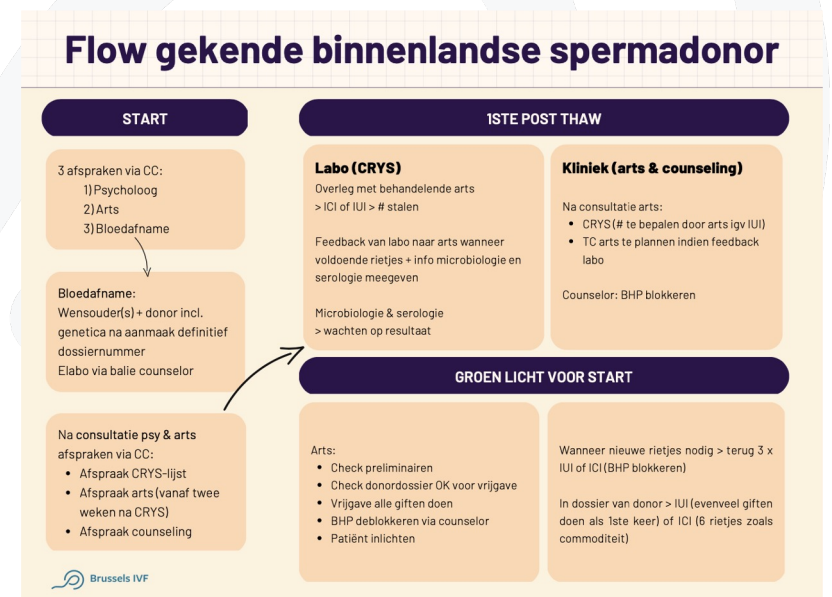 Flow gekende binnenlandse spermadonor
START
3 afspraken via CC:
1) Psycholoog
2) Arts
3) Bloedafname
Bloedafname:
Wensouder(s) + donor incl.
genetica na aanmaak definitief
dossiernummer
Elabo via balie counselor
Na consultatie psy & arts
afspraken via CC:
• Afspraak CRYS-lijst
• Afspraak arts (vanaf twee
weken na CRYS)
• Afspraak counseling
1STE POST THAW
Labo (CRYS)
Overleg met behandelende arts
> ICI of IUI > # stalen
Feedback van labo naar arts wanneer
voldoende rietjes + info microbiologie en
serologie meegeven
Microbiologie & serologie
> wachten op resultaat
Kliniek (arts & counseling)
Na consultatie arts:
• CRYS (# te bepalen door arts igv IUI)
• TC arts te plannen indien feedback
labo
Counselor: BHP blokkeren
GROEN LICHT VOOR START
Arts:
• Check preliminairen
• Check donordossier OK voor vrijgave
• Vrijgave alle giften doen
• BHP deblokkeren via counselor
• Patiënt inlichten
Wanneer nieuwe rietjes nodig > terug 3 x
IUI of ICI (BHP blokkeren)
In dossier van donor > IUI (evenveel giften
doen als 1ste keer) of ICI (6 rietjes zoals
commoditeit)
Brussels IVF